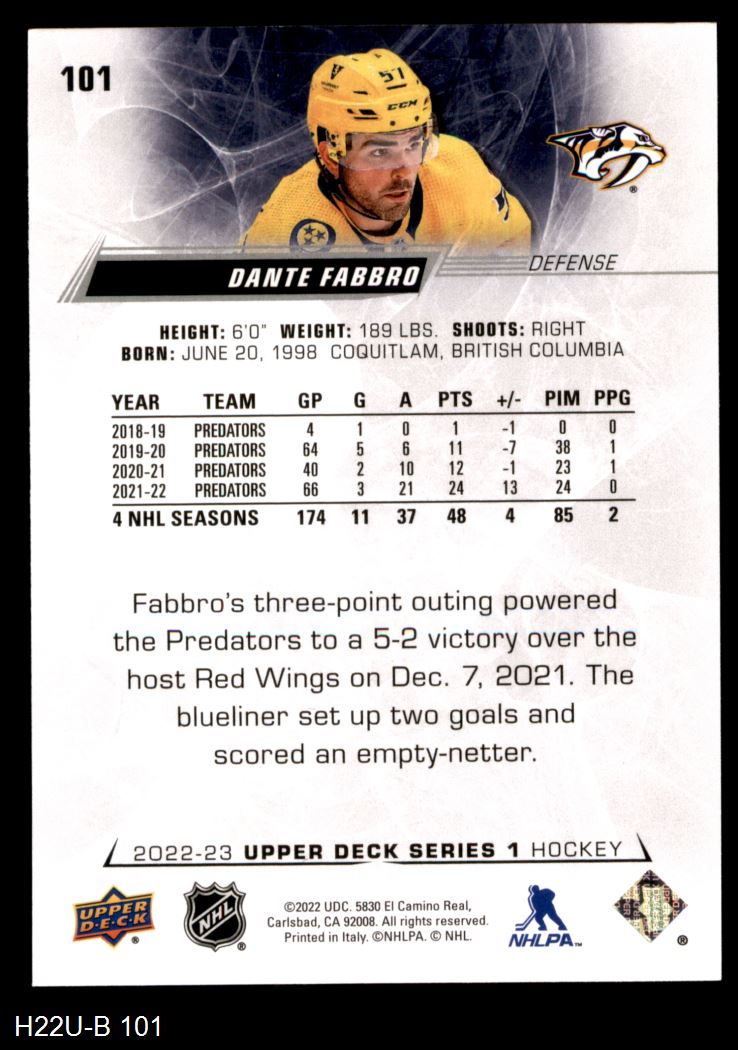 101
57
CCM
DANTE FABBRO
DEFENSE
HEIGHT: 6'0" WEIGHT: 189 LBS. SHOOTS: RIGHT
BORN: JUNE 20, 1998 COQUITLAM, BRITISH COLUMBIA
YEAR TEAM GP G A PTS +/- PIM PPG
2018-19 PREDATORS 4 1 0 1 -1 0 0
2019-20 PREDATORS 64 5 6 11 -7 38 1
2020-21 PREDATORS 40 2 10 12 -1 23 1
2021-22 PREDATORS 66 3 21 24 13 24 0
4 NHL SEASONS 174 11 37 48 4 85 2
Fabbro's three-point outing powered
the Predators to a 5-2 victory over the
host Red Wings on Dec. 7, 2021. The
blueliner set up two goals and
scored an empty-netter.
2022-23 UPPER DECK SERIES 1 HOCKEY
UPPER
D·E·C·K
®
NHL
®
©2022 UDC. 5830 El Camino Real,
Carlsbad, CA 92008. All rights reserved.
Printed in Italy. ©NHLPA. © NHL.
NHLPA™
®
H22U-B 101